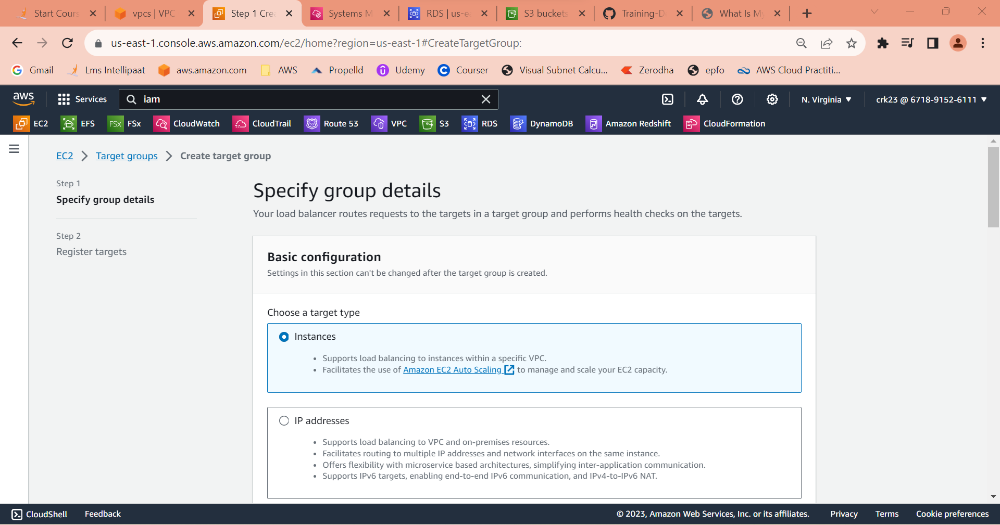 Start Cours
vpcs | VPC
Step 1 Cre
Systems M
RDS | us-ea
S3 buckets
Training-D
What Is My
us-east-1.console.aws.amazon.com/ec2/home?region=us-east-1#CreateTargetGroup:
Gmail
Lms Intellipaat
aws.amazon.com
AWS
Propelld
Udemy
Courser
Visual Subnet Calcu...
Zerodha
epfo
AWS Cloud Practiti...
aws
Services
iam
N. Virginia
crk23 @ 6718-9152-6111
EC2
EFS
FSx
FSx
CloudWatch
CloudTrail
Route 53
VPC
S3
RDS
DynamoDB
Amazon Redshift
CloudFormation
EC2
Target groups
Create target group
Step 1
Specify group details
Step 2
Register targets
Specify group details
Your load balancer routes requests to the targets in a target group and performs health checks on the targets.
Basic configuration
Settings in this section can't be changed after the target group is created.
Choose a target type
Instances
• Supports load balancing to instances within a specific VPC.
• Facilitates the use of Amazon EC2 Auto Scaling to manage and scale your EC2 capacity.
IP addresses
• Supports load balancing to VPC and on-premises resources.
• Facilitates routing to multiple IP addresses and network interfaces on the same instance.
• Offers flexibility with microservice based architectures, simplifying inter-application communication.
• Supports IPv6 targets, enabling end-to-end IPv6 communication, and IPv4-to-IPv6 NAT.
CloudShell
Feedback
© 2023, Amazon Web Services, Inc. or its affiliates.
Privacy
Terms
Cookie preferences